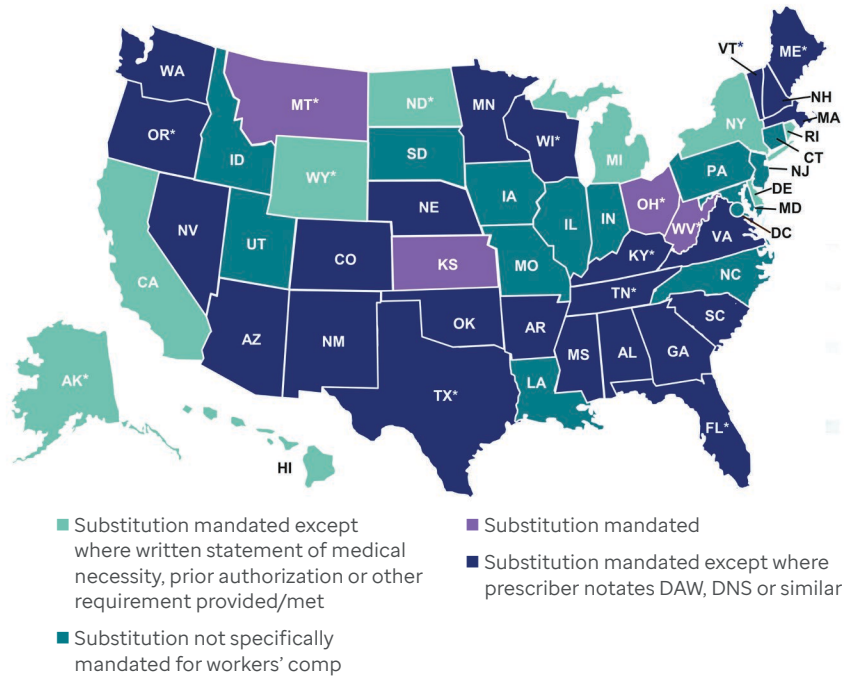 VT*
ME*
WA
MT*
ND*
MN
NH
MA
OR*
ID
WI*
NY
RI
WY*
SD
MI
CT
PA
NJ
IA
OH*
DE
NE
MD
NV
UT
IL
IN
WV*
DC
VA
CO
KY*
CA
KS
MO
NC
TN*
OK
SC
AZ
NM
AR
MS
AL
GA
AK*
TX*
LA
FL*
HI
Substitution mandated except
where written statement of medical
necessity, prior authorization or other
requirement provided/met
Substitution not specifically
mandated for workers’ comp
Substitution mandated
Substitution mandated except where
prescriber notates DAW, DNS or similar